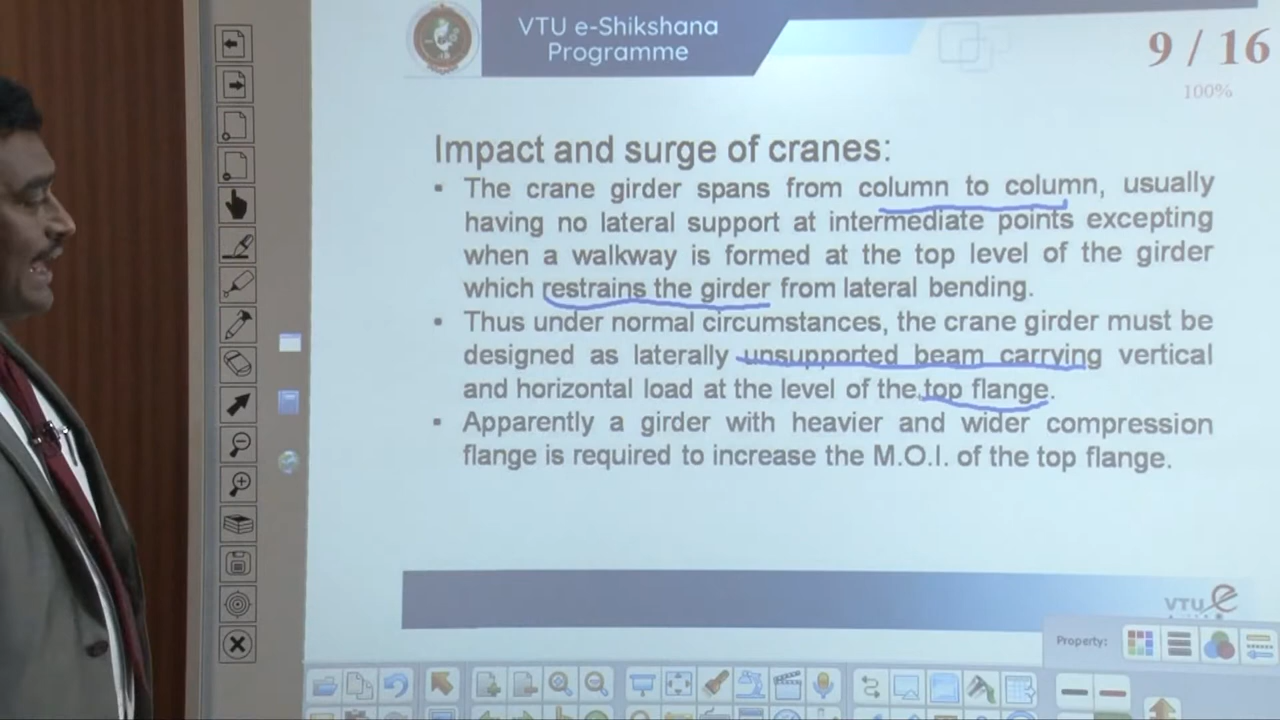 VTU e-Shikshana
Programme
9 / 16
100%
Impact and surge of cranes:
▪ The crane girder spans from column to column, usually
having no lateral support at intermediate points excepting
when a walkway is formed at the top level of the girder
which restrains the girder from lateral bending.
▪ Thus under normal circumstances, the crane girder must be
designed as laterally unsupported beam carrying vertical
and horizontal load at the level of the top flange.
▪ Apparently a girder with heavier and wider compression
flange is required to increase the M.O.I. of the top flange.
VTU e
Property: